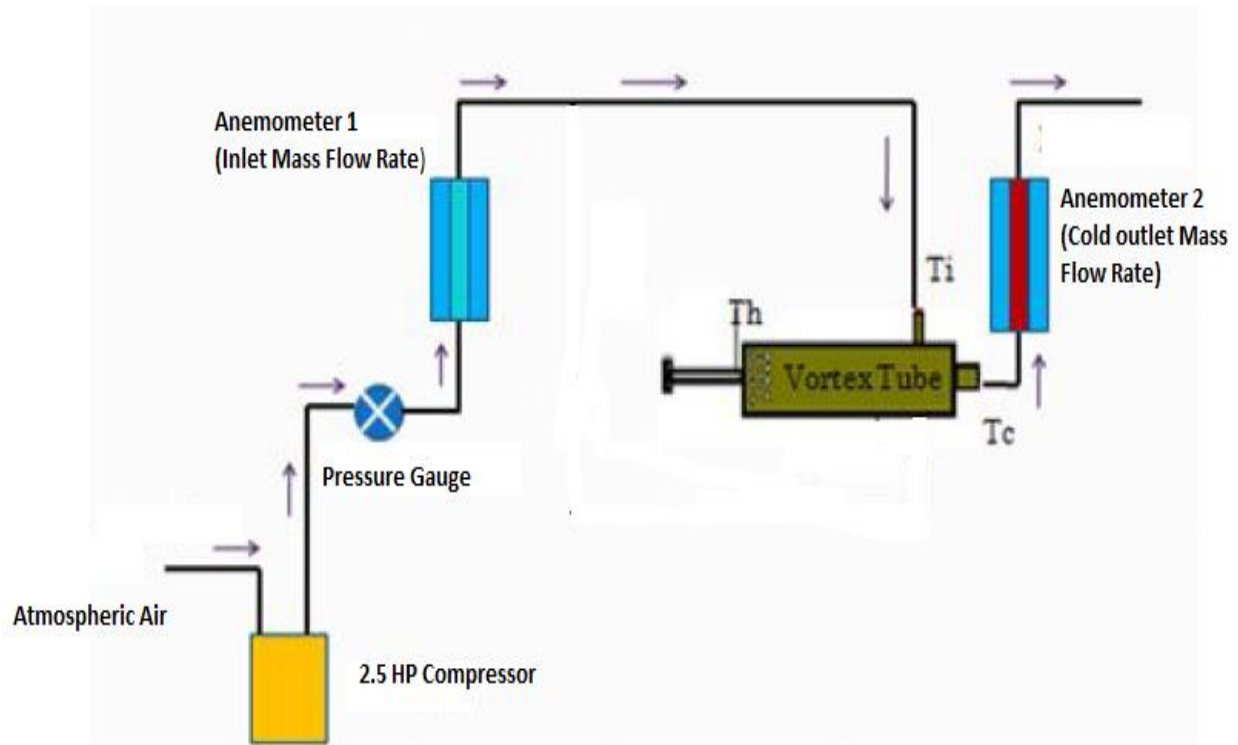 Anemometer 1
(Inlet Mass Flow Rate)
Anemometer 2
(Cold outlet Mass
Flow Rate)
Ti
Th
Vortex Tube
Tc
Pressure Gauge
Atmospheric Air
2.5 HP Compressor